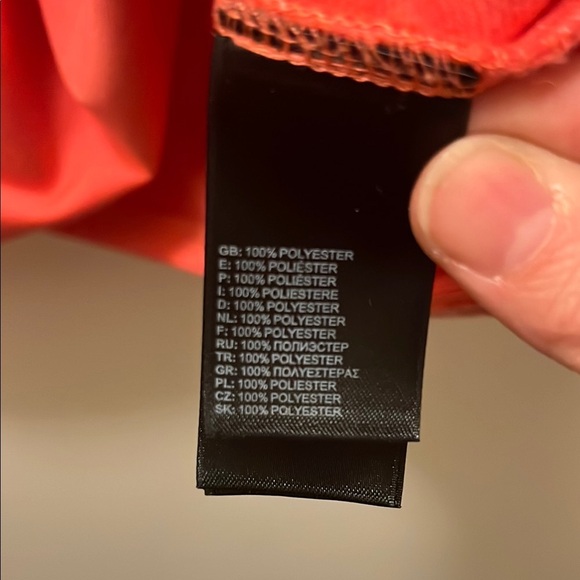 GB: 100% POLYESTER
E: 100% POLIÉSTER
P: 100% POLIÉSTER
I: 100% POLIESTERE
D: 100% POLYESTER
NL: 100% POLYESTER
F: 100% POLYESTER
RU: 100% ПОЛИЭСТЕР
TR: 100% POLYESTER
GR: 100% ΠΟΛΥΕΣΤΕΡΑΣ
PL: 100% POLIESTER
CZ: 100% POLYESTER
SK: 100% POLYESTER